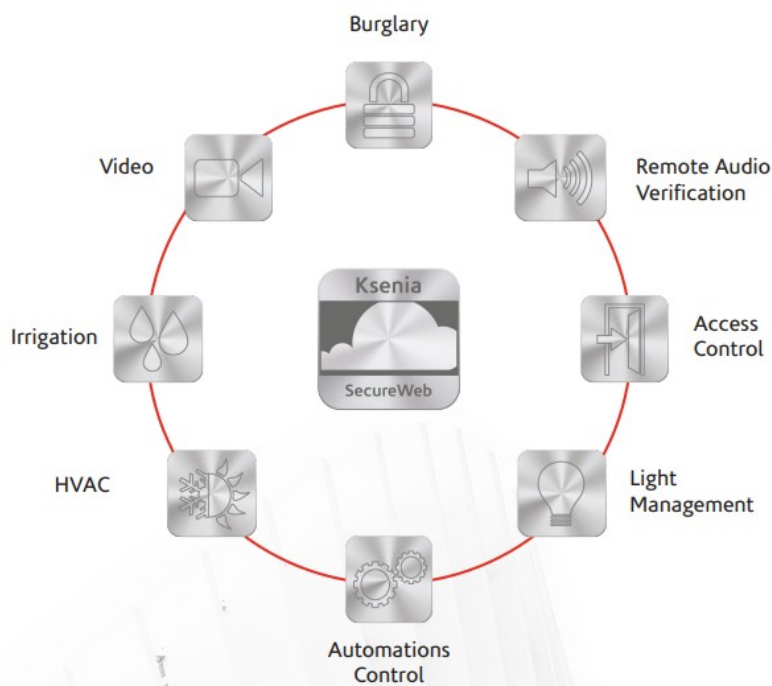 Burglary
Video
Remote Audio
Verification
Ksenia
SecureWeb
Irrigation
Access
Control
HVAC
Light
Management
Automations
Control